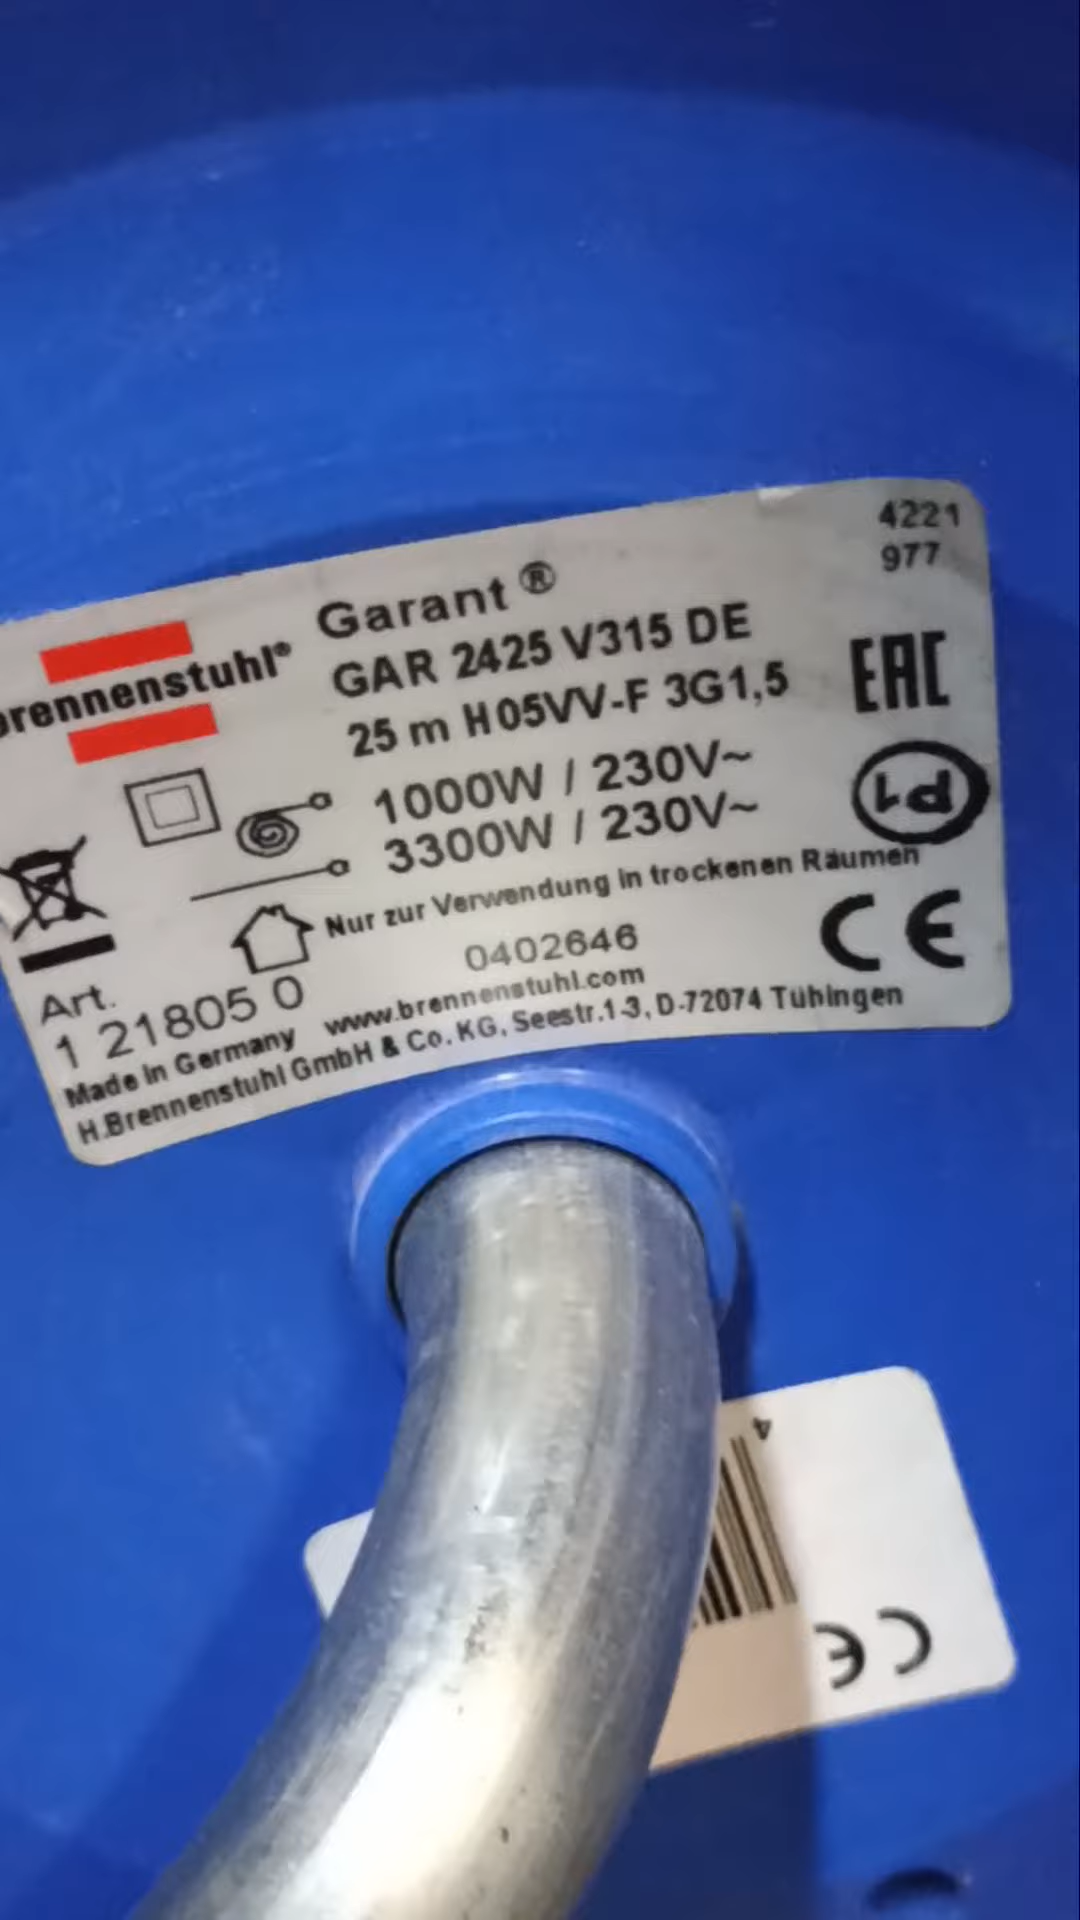 4221
977
brennenstuhl®
Garant ®
GAR 2425 V315 DE
25 m H05VV-F 3G1,5
1000W / 230V~
3300W / 230V~
EAC
Nur zur Verwendung in trockenen Räumen
CE
Art.
1 21805 0
0402646
Made in Germany www.brennenstuhl.com
H.Brennenstuhl GmbH & Co. KG, Seestr.1-3, D-72074 Tübingen
4
CE